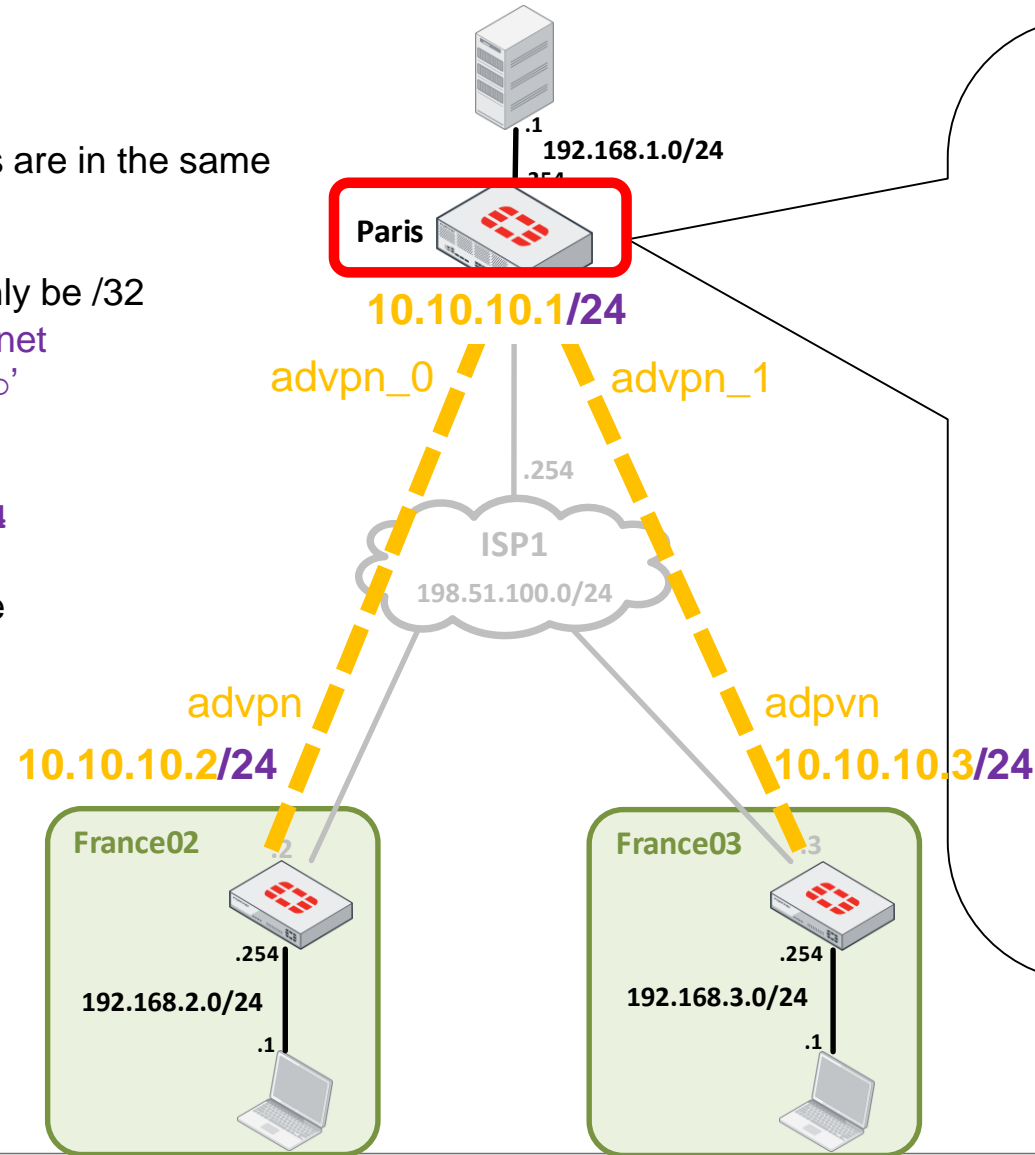 .1
192.168.1.0/24
s are in the same
Paris
nly be /32
10.10.10.1/24
net
advpn_0
advpn_1
.254
4
ISP1
198.51.100.0/24
e
advpn
adpvn
10.10.10.2/24
10.10.10.3/24
France02
.2
France03
.3
.254
.254
192.168.2.0/24
192.168.3.0/24
.1
.1